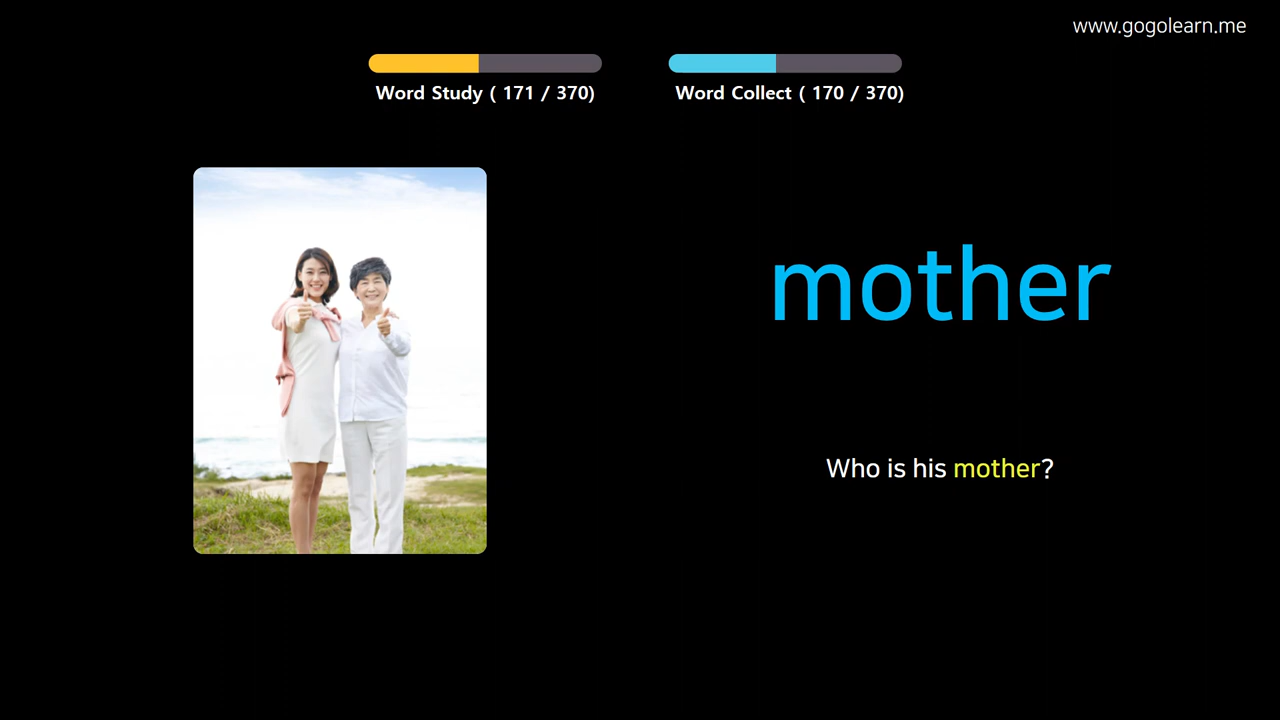 www.gogolearn.me
Word Study ( 171 / 370)
Word Collect ( 170 / 370)
mother
Who is his mother?